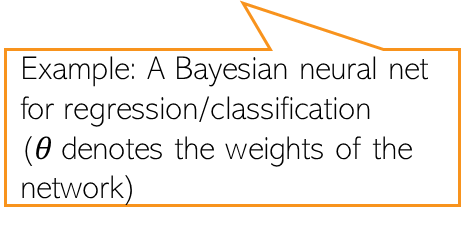 Example: A Bayesian neural net
for regression/classification
(𝜽 denotes the weights of the
network)